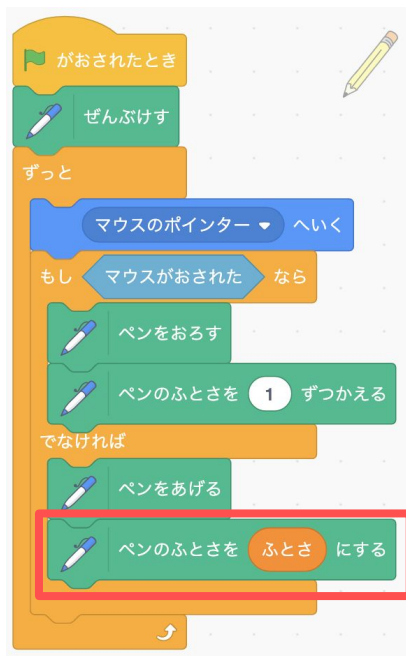 がおされたとき
ぜんぶけす
ずっと
マウスのポインター へいく
もし マウスがおされた なら
ペンをおろす
ペンのふとさを 1 ずつかえる
でなければ
ペンをあげる
ペンのふとさを ふとさ にする